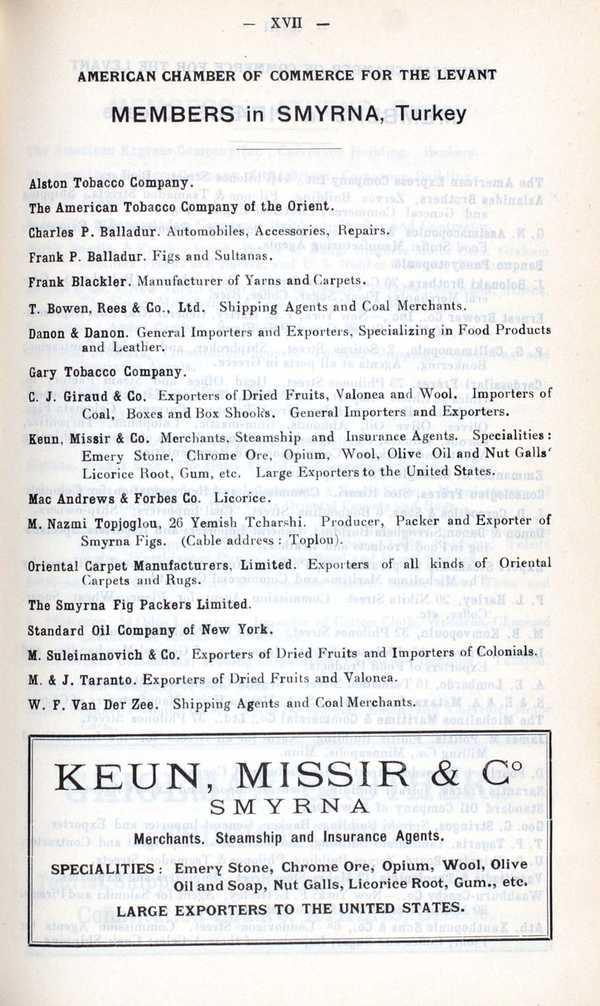 — XVII —
AMERICAN CHAMBER OF COMMERCE FOR THE LEVANT
MEMBERS in SMYRNA, Turkey
Alston Tobacco Company.
The American Tobacco Company of the Orient.
Charles P. Balladur. Automobiles, Accessories, Repairs.
Frank P. Balladur. Figs and Sultanas.
Frank Blackler. Manufacturer of Yarns and Carpets.
T. Bowen, Rees & Co., Ltd. Shipping Agents and Coal Merchants.
Danon & Danon. General Importers and Exporters, Specializing in Food Products
and Leather.
Gary Tobacco Company.
C. J. Giraud & Co. Exporters of Dried Fruits, Valonea and Wool. Importers of
Coal, Boxes and Box Shooks. General Importers and Exporters.
Keun, Missir & Co. Merchants, Steamship and Insurance Agents. Specialities:
Emery Stone, Chrome Ore, Opium, Wool, Olive Oil and Nut Galls'
Licorice Root, Gum, etc. Large Exporters to the United States.
Mac Andrews & Forbes Co. Licorice.
M. Nazmi Topjoglou, 26 Yemish Tcharshi. Producer, Packer and Exporter of
Smyrna Figs. (Cable address: Toplou).
Oriental Carpet Manufacturers, Limited. Exporters of all kinds of Oriental
Carpets and Rugs.
The Smyrna Fig Packers Limited.
Standard Oil Company of New York.
M. Suleimanovich & Co. Exporters of Dried Fruits and Importers of Colonials.
M. & J. Taranto. Exporters of Dried Fruits and Valonea.
W. F. Van Der Zee. Shipping Agents and Coal Merchants.
KEUN, MISSIR & Cº
SMYRNA
Merchants, Steamship and Insurance Agents.
SPECIALITIES: Emery Stone, Chrome Ore, Opium, Wool, Olive
Oil and Soap, Nut Galls, Licorice Root, Gum., etc.
LARGE EXPORTERS TO THE UNITED STATES.